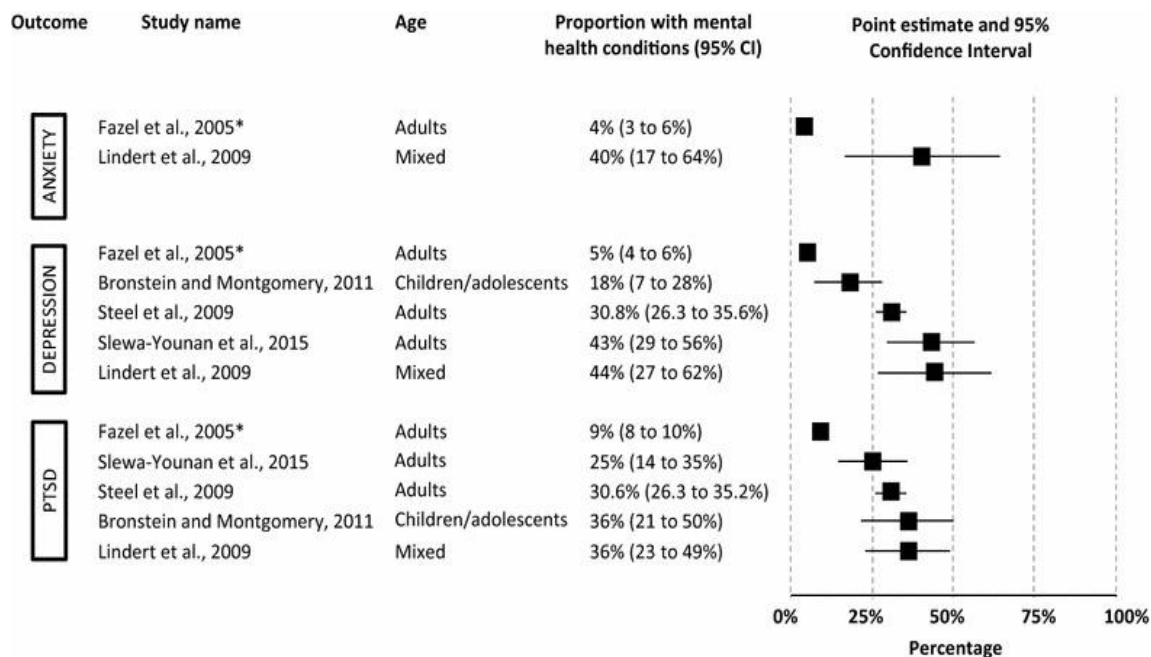 Outcome Study name Age Proportion with mental health conditions (95% CI) Point estimate and 95% Confidence Interval
ANXIETY
Fazel et al., 2005* Adults 4% (3 to 6%)
Lindert et al., 2009 Mixed 40% (17 to 64%)
DEPRESSION
Fazel et al., 2005* Adults 5% (4 to 6%)
Bronstein and Montgomery, 2011 Children/adolescents 18% (7 to 28%)
Steel et al., 2009 Adults 30.8% (26.3 to 35.6%)
Slewa-Younan et al., 2015 Adults 43% (29 to 56%)
Lindert et al., 2009 Mixed 44% (27 to 62%)
PTSD
Fazel et al., 2005* Adults 9% (8 to 10%)
Slewa-Younan et al., 2015 Adults 25% (14 to 35%)
Steel et al., 2009 Adults 30.6% (26.3 to 35.2%)
Bronstein and Montgomery, 2011 Children/adolescents 36% (21 to 50%)
Lindert et al., 2009 Mixed 36% (23 to 49%)
0% 25% 50% 75% 100%
Percentage